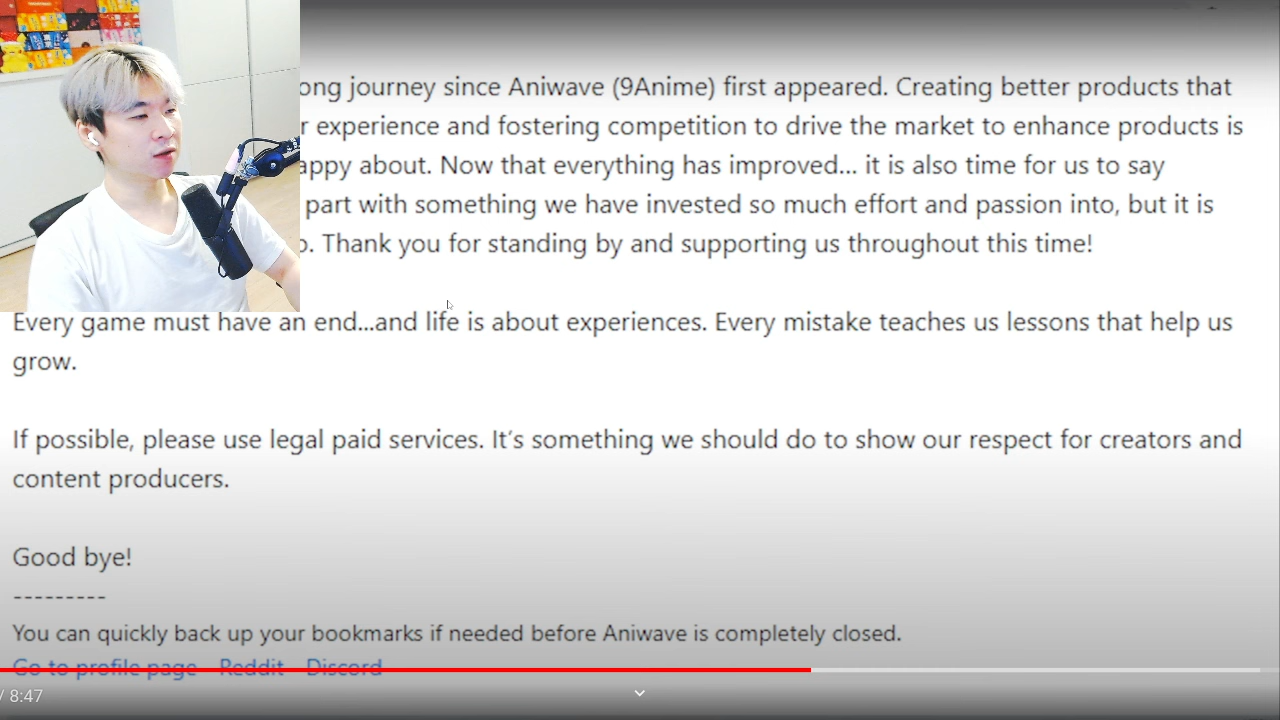 ong journey since Aniwave (9Anime) first appeared. Creating better products that
r experience and fostering competition to drive the market to enhance products is
appy about. Now that everything has improved... it is also time for us to say
part with something we have invested so much effort and passion into, but it is
o. Thank you for standing by and supporting us throughout this time!
Every game must have an end...and life is about experiences. Every mistake teaches us lessons that help us
grow.
If possible, please use legal paid services. It's something we should do to show our respect for creators and
content producers.
Good bye!
---------
You can quickly back up your bookmarks if needed before Aniwave is completely closed.
Go to profile page Reddit Discord
/ 8:47